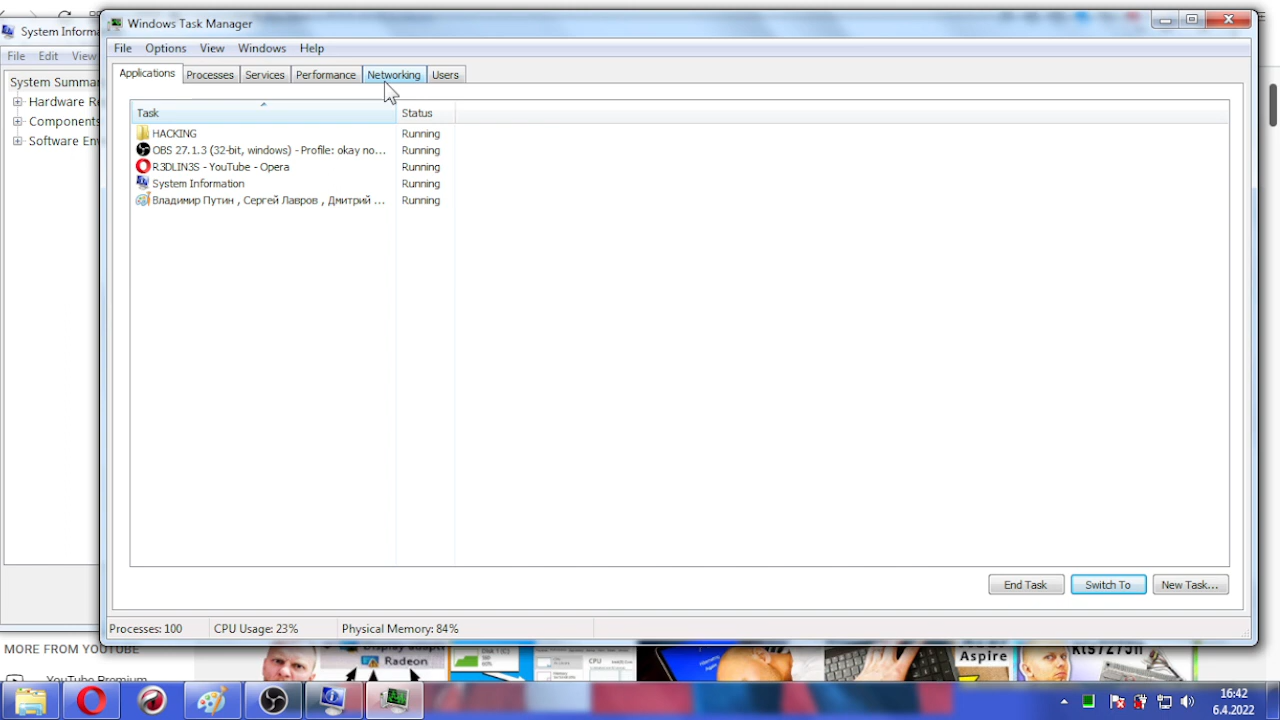 System Informa
Windows Task Manager
File Edit View
File Options View Windows Help
Applications Processes Services Performance Networking Users
System Summar
Hardware R
Components
Software Env
Task Status
HACKING Running
OBS 27.1.3 (32-bit, windows) - Profile: okay no... Running
R3DLIN3S - YouTube - Opera Running
System Information Running
Владимир Путин , Сергей Лавров , Дмитрий ... Running
End Task Switch To New Task...
Processes: 100 CPU Usage: 23% Physical Memory: 84%
MORE FROM YOUTUBE
YouTube Premium
Radeon
CPU
Aspire
16:42
6.4.2022